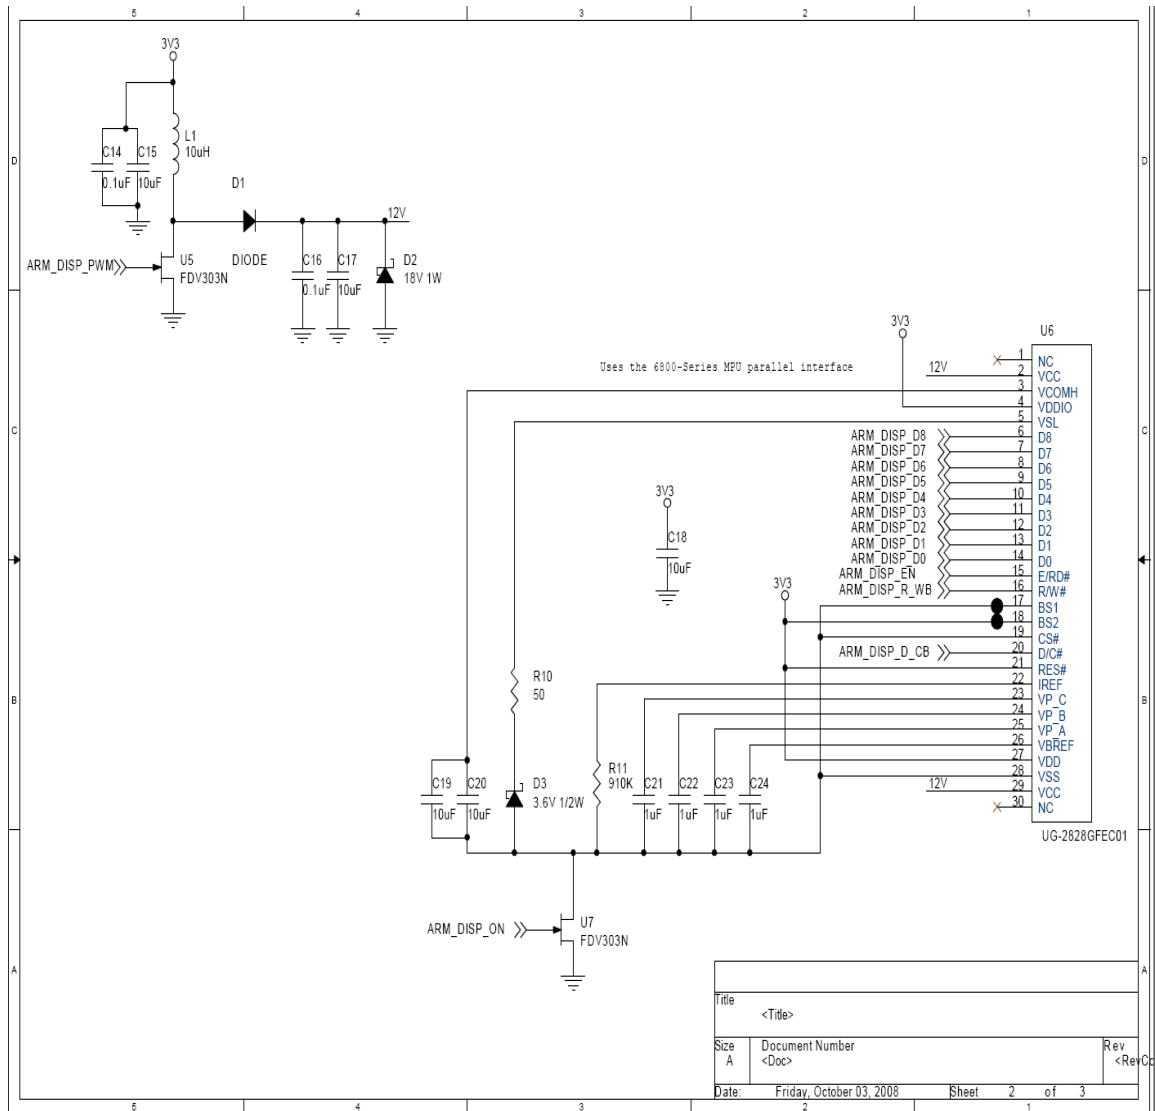 5 4 3 2 1
3V3
L1
10uH
C14 C15
0.1uF 10uF
D
D
D1
12V
ARM_DISP_PWM
U5
FDV303N
DIODE
C16 C17
0.1uF 10uF
D2
18V 1W
3V3
U6
Uses the 6800-Series MPU parallel interface
12V
1 NC
2 VCC
3 VCOMH
4 VDDIO
5 VSL
C
C
ARM_DISP_D8 6 D8
ARM_DISP_D7 7 D7
ARM_DISP_D6 8 D6
ARM_DISP_D5 9 D5
ARM_DISP_D4 10 D4
ARM_DISP_D3 11 D3
ARM_DISP_D2 12 D2
ARM_DISP_D1 13 D1
ARM_DISP_D0 14 D0
ARM_DISP_EN 15 E/RD#
ARM_DISP_R_WB 16 R/W#
3V3
C18
10uF
3V3
17 BS1
18 BS2
19 CS#
ARM_DISP_D_CB 20 D/C#
21 RES#
22 IREF
23 VP_C
24 VP_B
25 VP_A
26 VBREF
27 VDD
28 VSS
12V 29 VCC
30 NC
UG-2828GFEC01
B
B
R10
50
C19 C20
10uF 10uF
D3
3.6V 1/2W
R11
910K
C21 C22 C23 C24
1uF 1uF 1uF 1uF
ARM_DISP_ON
U7
FDV303N
A
A
Title
<Title>
Size Document Number Rev
A <Doc> <RevCo
Date: Friday, October 03, 2008 Sheet 2 of 3
5 4 3 2 1